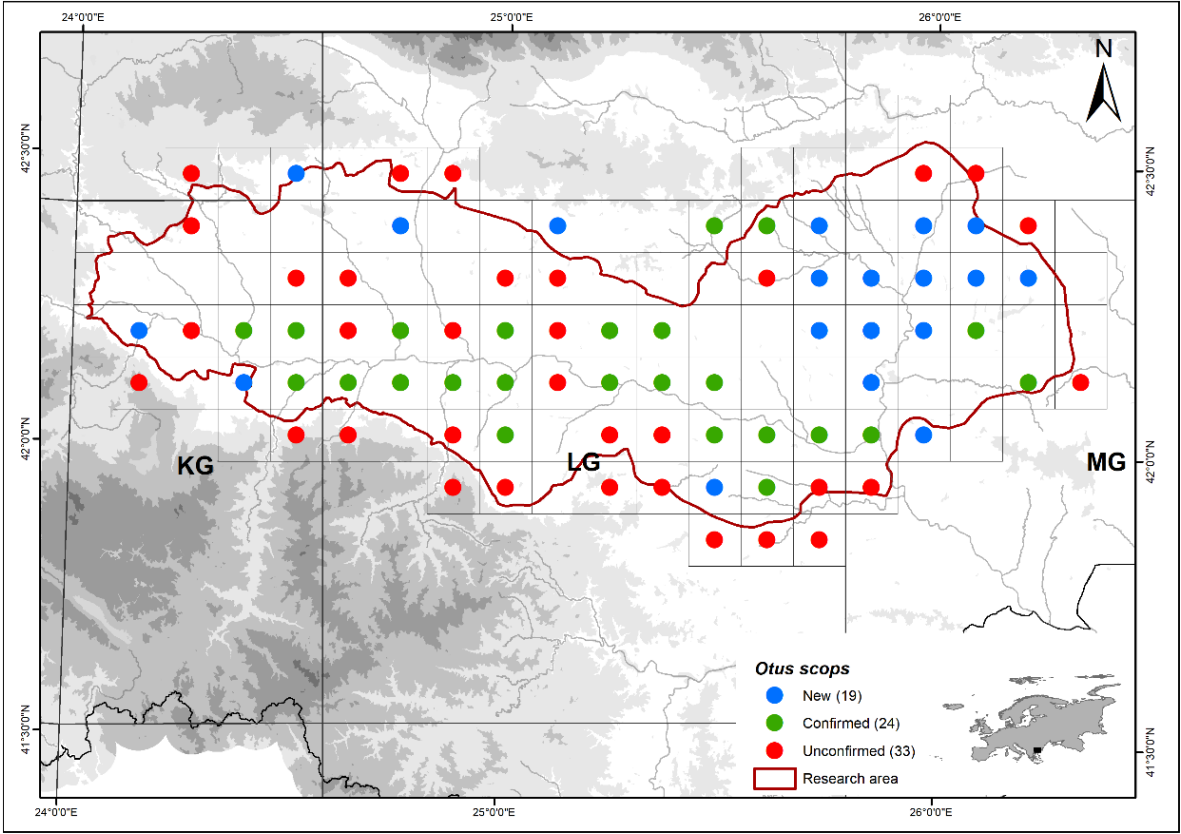 24°0'0"E 25°0'0"E 26°0'0"E
N
42°30'0"N
42°30'0"N
42°0'0"N
42°0'0"N
KG LG MG
Otus scops
New (19)
Confirmed (24)
Unconfirmed (33)
Research area
41°30'0"N
41°30'0"N
24°0'0"E 25°0'0"E 26°0'0"E